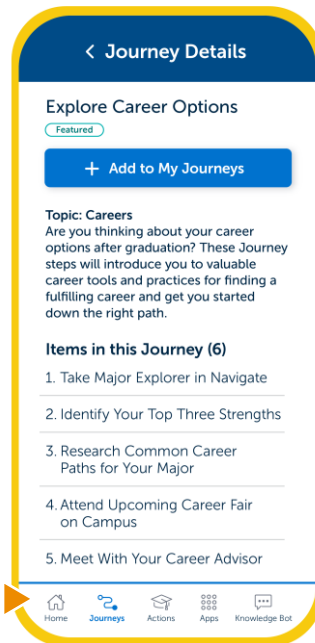 < Journey Details
Explore Career Options
Featured
+ Add to My Journeys
Topic: Careers
Are you thinking about your career
options after graduation? These Journey
steps will introduce you to valuable
career tools and practices for finding a
fulfilling career and get you started
down the right path.
Items in this Journey (6)
1. Take Major Explorer in Navigate
2. Identify Your Top Three Strengths
3. Research Common Career
Paths for Your Major
4. Attend Upcoming Career Fair
on Campus
5. Meet With Your Career Advisor
Home Journeys Actions Apps Knowledge Bot